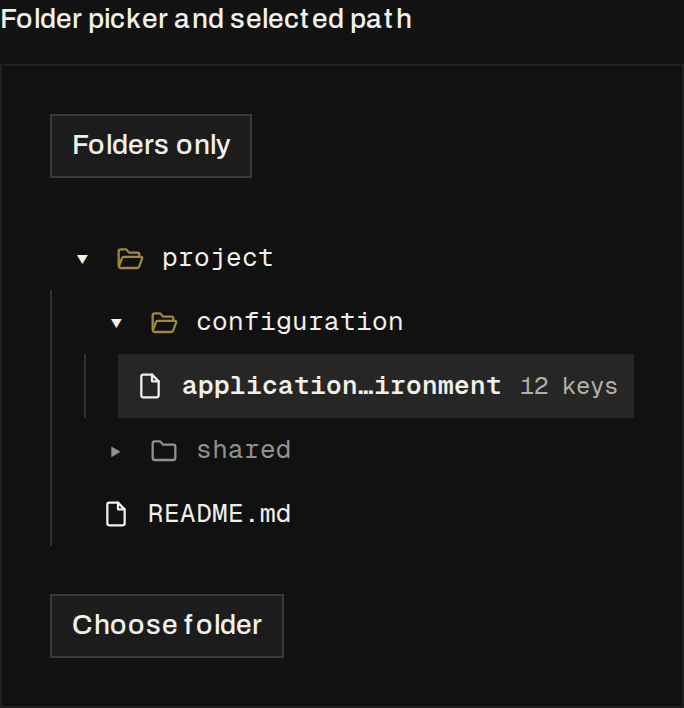 Folder picker and selected path
Folders only
project
configuration
application…ironment 12 keys
shared
README.md
Choose folder